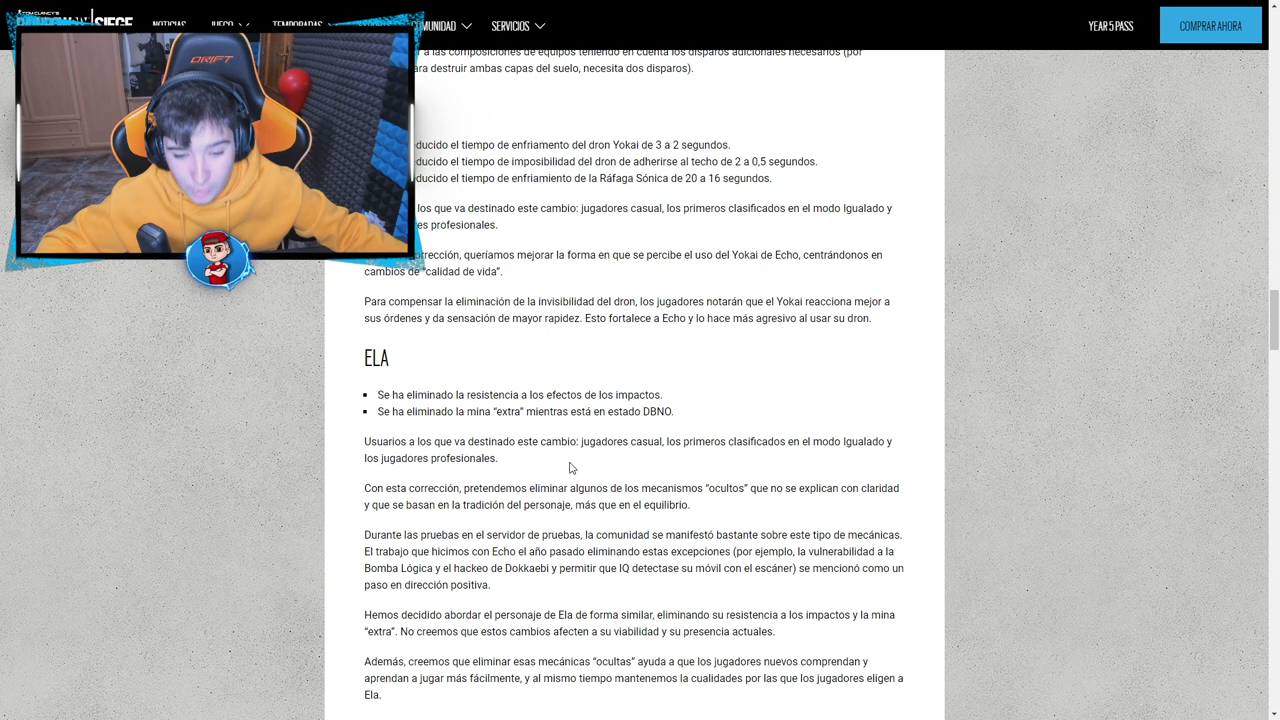 NOTICIAS JUEGO TEMPORADAS COMUNIDAD SERVICIOS YEAR 5 PASS COMPRAR AHORA
SIEGE
DRIFT
a las composiciones de equipos teniendo en cuenta los disparos adicionales necesarios (por
para destruir ambas capas del suelo, necesita dos disparos).
ducido el tiempo de enfriamento del dron Yokai de 3 a 2 segundos.
ducido el tiempo de imposibilidad del dron de adherirse al techo de 2 a 0,5 segundos.
ducido el tiempo de enfriamiento de la Ráfaga Sónica de 20 a 16 segundos.
los que va destinado este cambio: jugadores casual, los primeros clasificados en el modo Igualado y
es profesionales.
rrección, queríamos mejorar la forma en que se percibe el uso del Yokai de Echo, centrándonos en
cambios de “calidad de vida”.
Para compensar la eliminación de la invisibilidad del dron, los jugadores notarán que el Yokai reacciona mejor a
sus órdenes y da sensación de mayor rapidez. Esto fortalece a Echo y lo hace más agresivo al usar su dron.
ELA
▪ Se ha eliminado la resistencia a los efectos de los impactos.
▪ Se ha eliminado la mina “extra” mientras está en estado DBNO.
Usuarios a los que va destinado este cambio: jugadores casual, los primeros clasificados en el modo Igualado y
los jugadores profesionales.
Con esta corrección, pretendemos eliminar algunos de los mecanismos “ocultos” que no se explican con claridad
y que se basan en la tradición del personaje, más que en el equilibrio.
Durante las pruebas en el servidor de pruebas, la comunidad se manifestó bastante sobre este tipo de mecánicas.
El trabajo que hicimos con Echo el año pasado eliminando estas excepciones (por ejemplo, la vulnerabilidad a la
Bomba Lógica y el hackeo de Dokkaebi y permitir que IQ detectase su móvil con el escáner) se mencionó como un
paso en dirección positiva.
Hemos decidido abordar el personaje de Ela de forma similar, eliminando su resistencia a los impactos y la mina
“extra”. No creemos que estos cambios afecten a su viabilidad y su presencia actuales.
Además, creemos que eliminar esas mecánicas “ocultas” ayuda a que los jugadores nuevos comprendan y
aprendan a jugar más fácilmente, y al mismo tiempo mantenemos la cualidades por las que los jugadores eligen a
Ela.